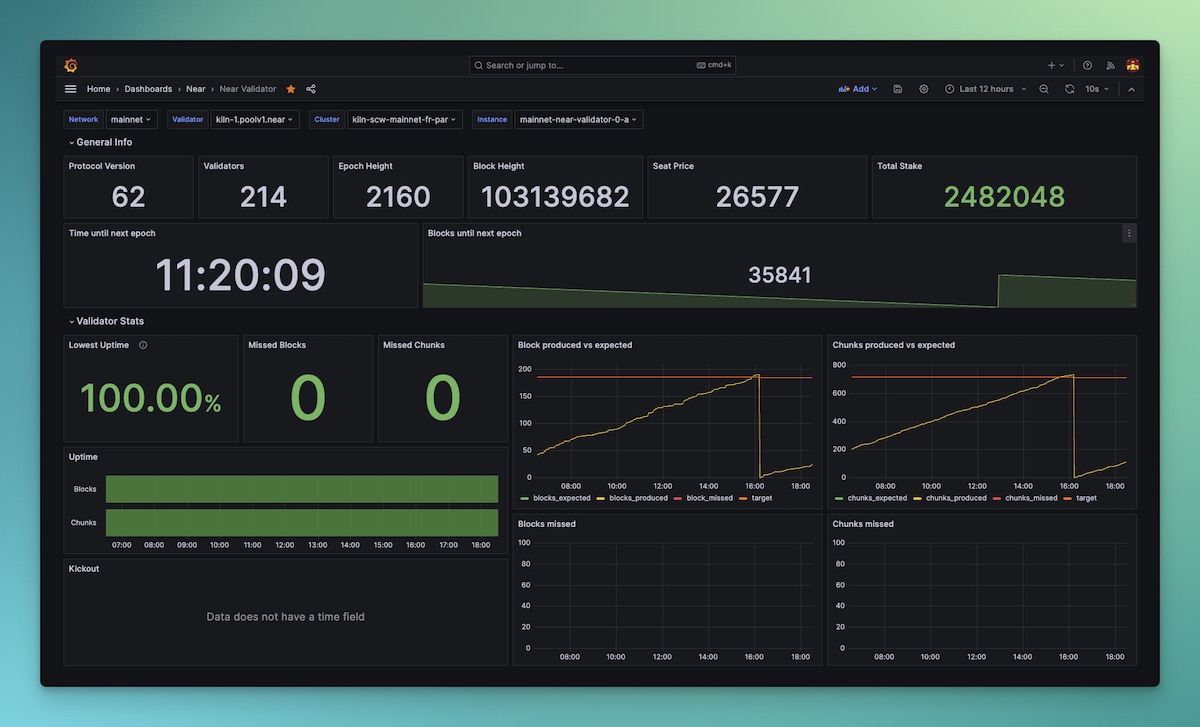 Search or jump to... cmd+k
Home › Dashboards › Near › Near Validator Add Last 12 hours 10s
Network mainnet Validator kiln-1.poolv1.near Cluster kiln-scw-mainnet-fr-par Instance mainnet-near-validator-0-a
General Info
Protocol Version
62
Validators
214
Epoch Height
2160
Block Height
103139682
Seat Price
26577
Total Stake
2482048
Time until next epoch
11:20:09
Blocks until next epoch
35841
Validator Stats
Lowest Uptime
100.00%
Missed Blocks
0
Missed Chunks
0
Block produced vs expected
200
150
100
50
0
08:00 10:00 12:00 14:00 16:00 18:00
blocks_expected blocks_produced block_missed target
Chunks produced vs expected
800
600
400
200
0
08:00 10:00 12:00 14:00 16:00 18:00
chunks_expected chunks_produced chunks_missed target
Uptime
Blocks
Chunks
07:00 08:00 09:00 10:00 11:00 12:00 13:00 14:00 15:00 16:00 17:00 18:00
Kickout
Data does not have a time field
Blocks missed
100
80
60
40
20
0
08:00 10:00 12:00 14:00 16:00 18:00
Chunks missed
100
80
60
40
20
0
08:00 10:00 12:00 14:00 16:00 18:00